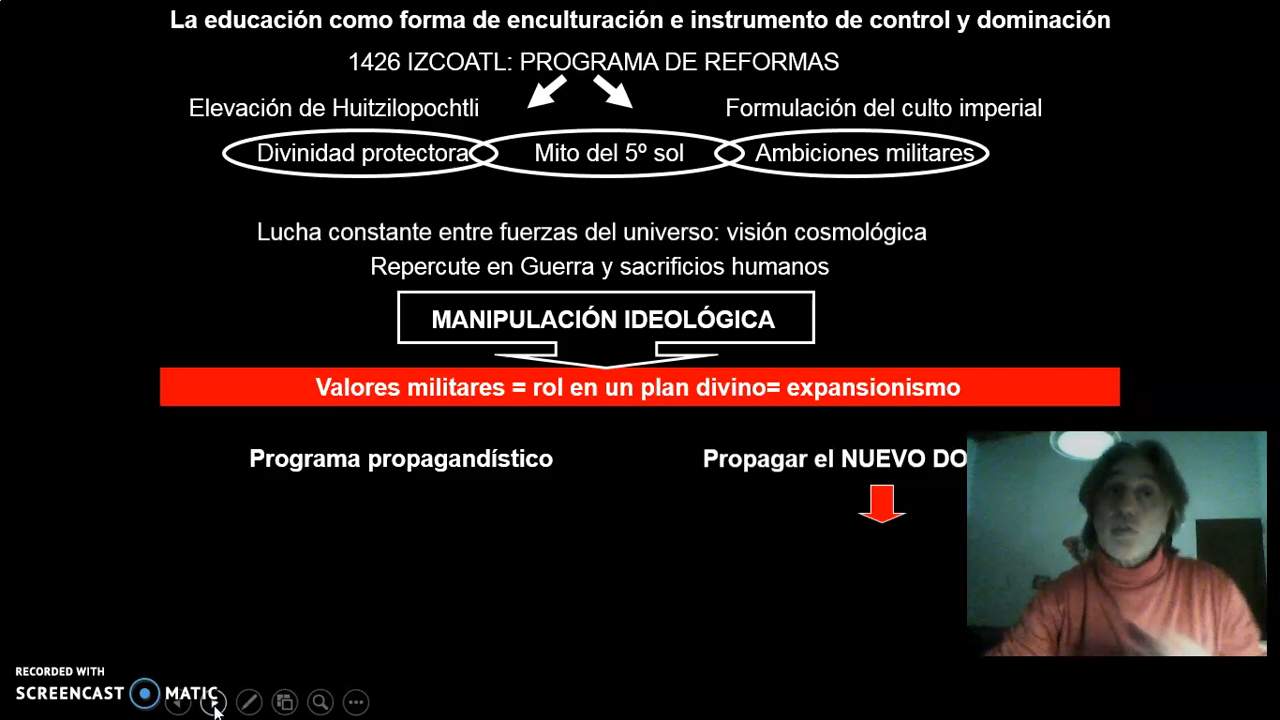 La educación como forma de enculturación e instrumento de control y dominación
1426 IZCOATL: PROGRAMA DE REFORMAS
Elevación de Huitzilopochtli Formulación del culto imperial
Divinidad protectora Mito del 5º sol Ambiciones militares
Lucha constante entre fuerzas del universo: visión cosmológica
Repercute en Guerra y sacrificios humanos
MANIPULACIÓN IDEOLÓGICA
Valores militares = rol en un plan divino= expansionismo
Programa propagandístico Propagar el NUEVO DO
RECORDED WITH
SCREENCAST MATIC